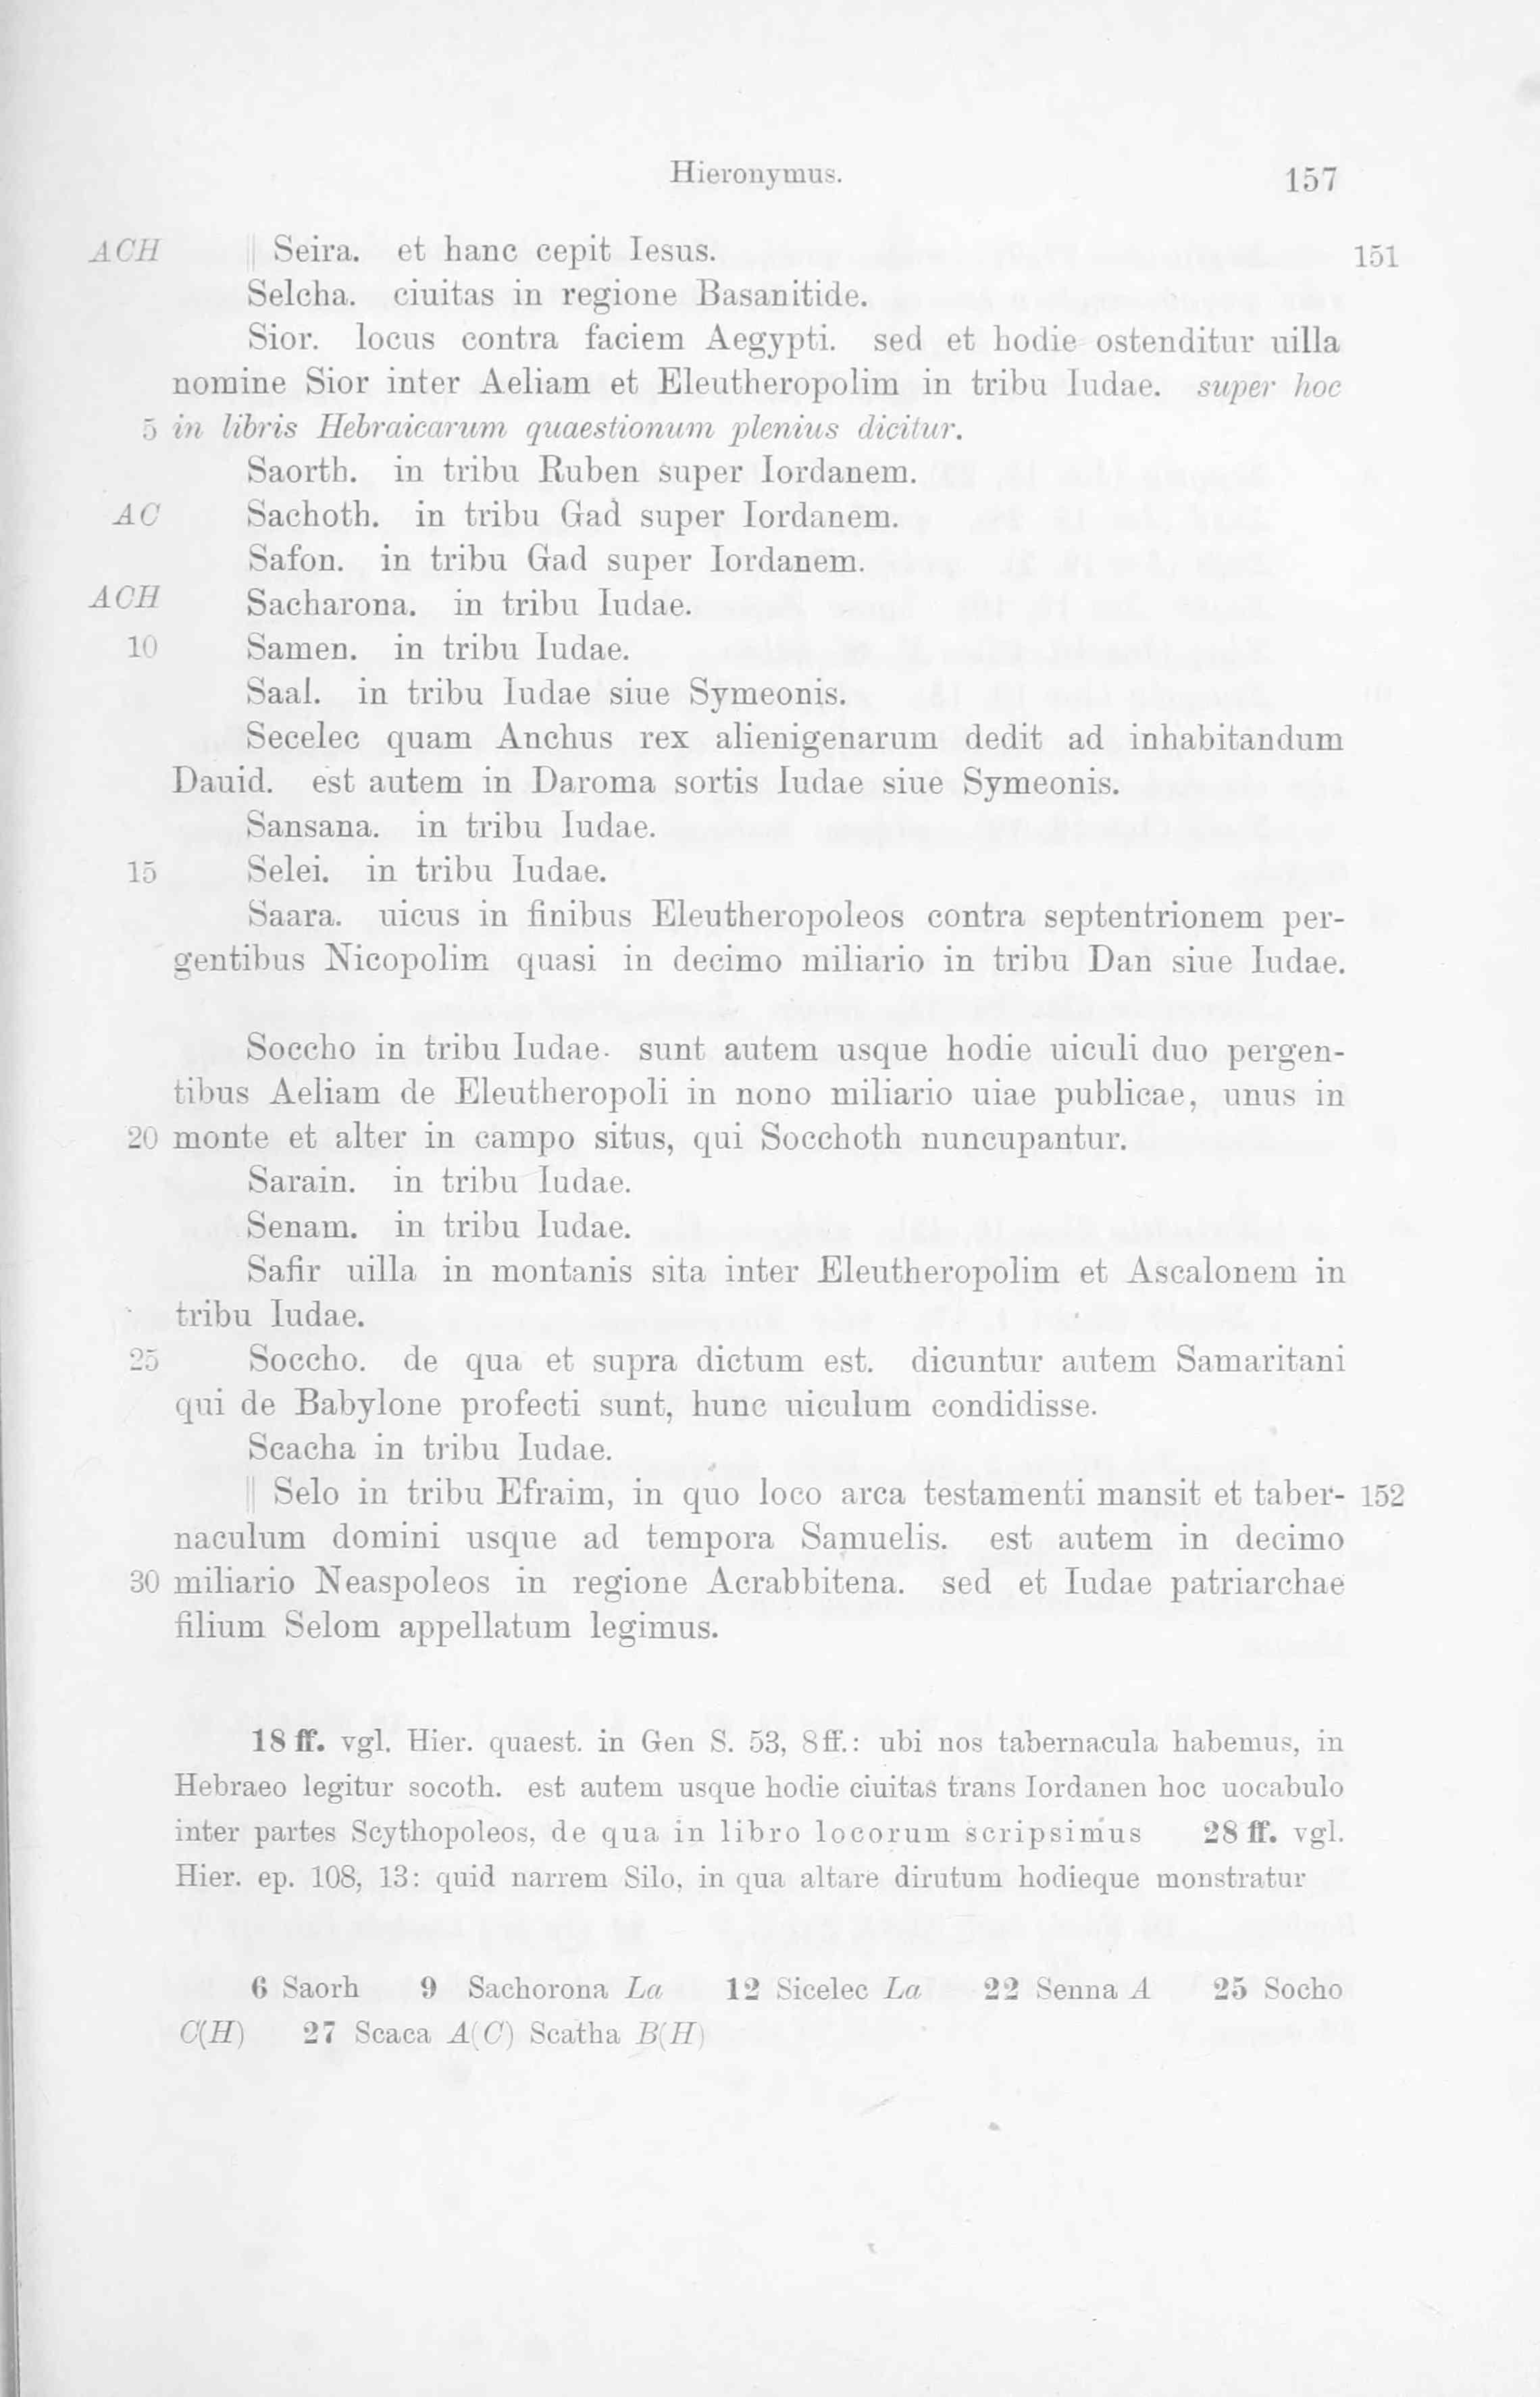 Hieronymus. 157
ACH || Seira. et hanc cepit Iesus. 151
Selcha. ciuitas in regione Basanitide.
Sior. locus contra faciem Aegypti. sed et hodie ostenditur uilla
nomine Sior inter Aeliam et Eleutheropolim in tribu Iudae. super hoc
5 in libris Hebraicarum quaestionum plenius dicitur.
Saorth. in tribu Ruben super Iordanem.
AC Sachoth. in tribu Gad super Iordanem.
Safon. in tribu Gad super Iordanem.
ACH Sacharona. in tribu Iudae.
10 Samen. in tribu Iudae.
Saal. in tribu Iudae siue Symeonis.
Secelec quam Anchus rex alienigenarum dedit ad inhabitandum
Dauid. est autem in Daroma sortis Iudae siue Symeonis.
Sansana. in tribu Iudae.
15 Selei. in tribu Iudae.
Saara. uicus in finibus Eleutheropoleos contra septentrionem per-
gentibus Nicopolim quasi in decimo miliario in tribu Dan siue Iudae.
Soccho in tribu Iudae. sunt autem usque hodie uiculi duo pergen-
tibus Aeliam de Eleutheropoli in nono miliario uiae publicae, unus in
20 monte et alter in campo situs, qui Socchoth nuncupantur.
Sarain. in tribu Iudae.
Senam. in tribu Iudae.
Safir uilla in montanis sita inter Eleutheropolim et Ascalonem in
tribu Iudae.
25 Soccho. de qua et supra dictum est. dicuntur autem Samaritani
qui de Babylone profecti sunt, hunc uiculum condidisse.
Scacha in tribu Iudae.
|| Selo in tribu Efraim, in quo loco arca testamenti mansit et taber- 152
naculum domini usque ad tempora Samuelis. est autem in decimo
30 miliario Neaspoleos in regione Acrabbitena. sed et Iudae patriarchae
filium Selom appellatum legimus.
18 ff. vgl. Hier. quaest. in Gen S. 53, 8 ff.: ubi nos tabernacula habemus, in
Hebraeo legitur socoth. est autem usque hodie ciuitas trans Iordanen hoc uocabulo
inter partes Scythopoleos, de qua in libro locorum scripsimus 28 ff. vgl.
Hier. ep. 108, 13: quid narrem Silo, in qua altare dirutum hodieque monstratur
6 Saorh 9 Sachorona La 12 Sicelec La 22 Senna A 25 Socho
C(H) 27 Scaca A(C) Scatha B(H)